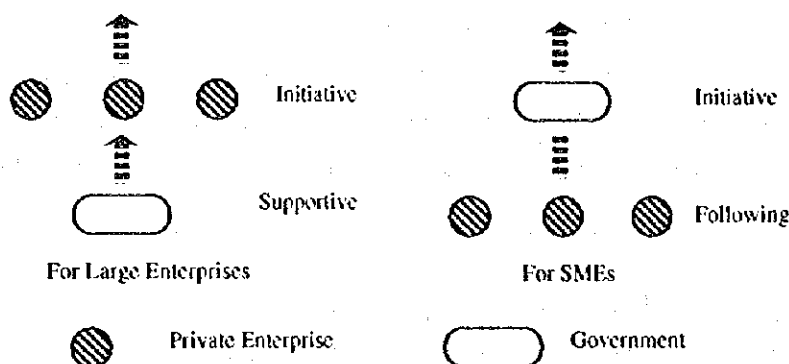 Initiative
Supportive
For Large Enterprises
Initiative
Following
For SMEs
Private Enterprise
Government